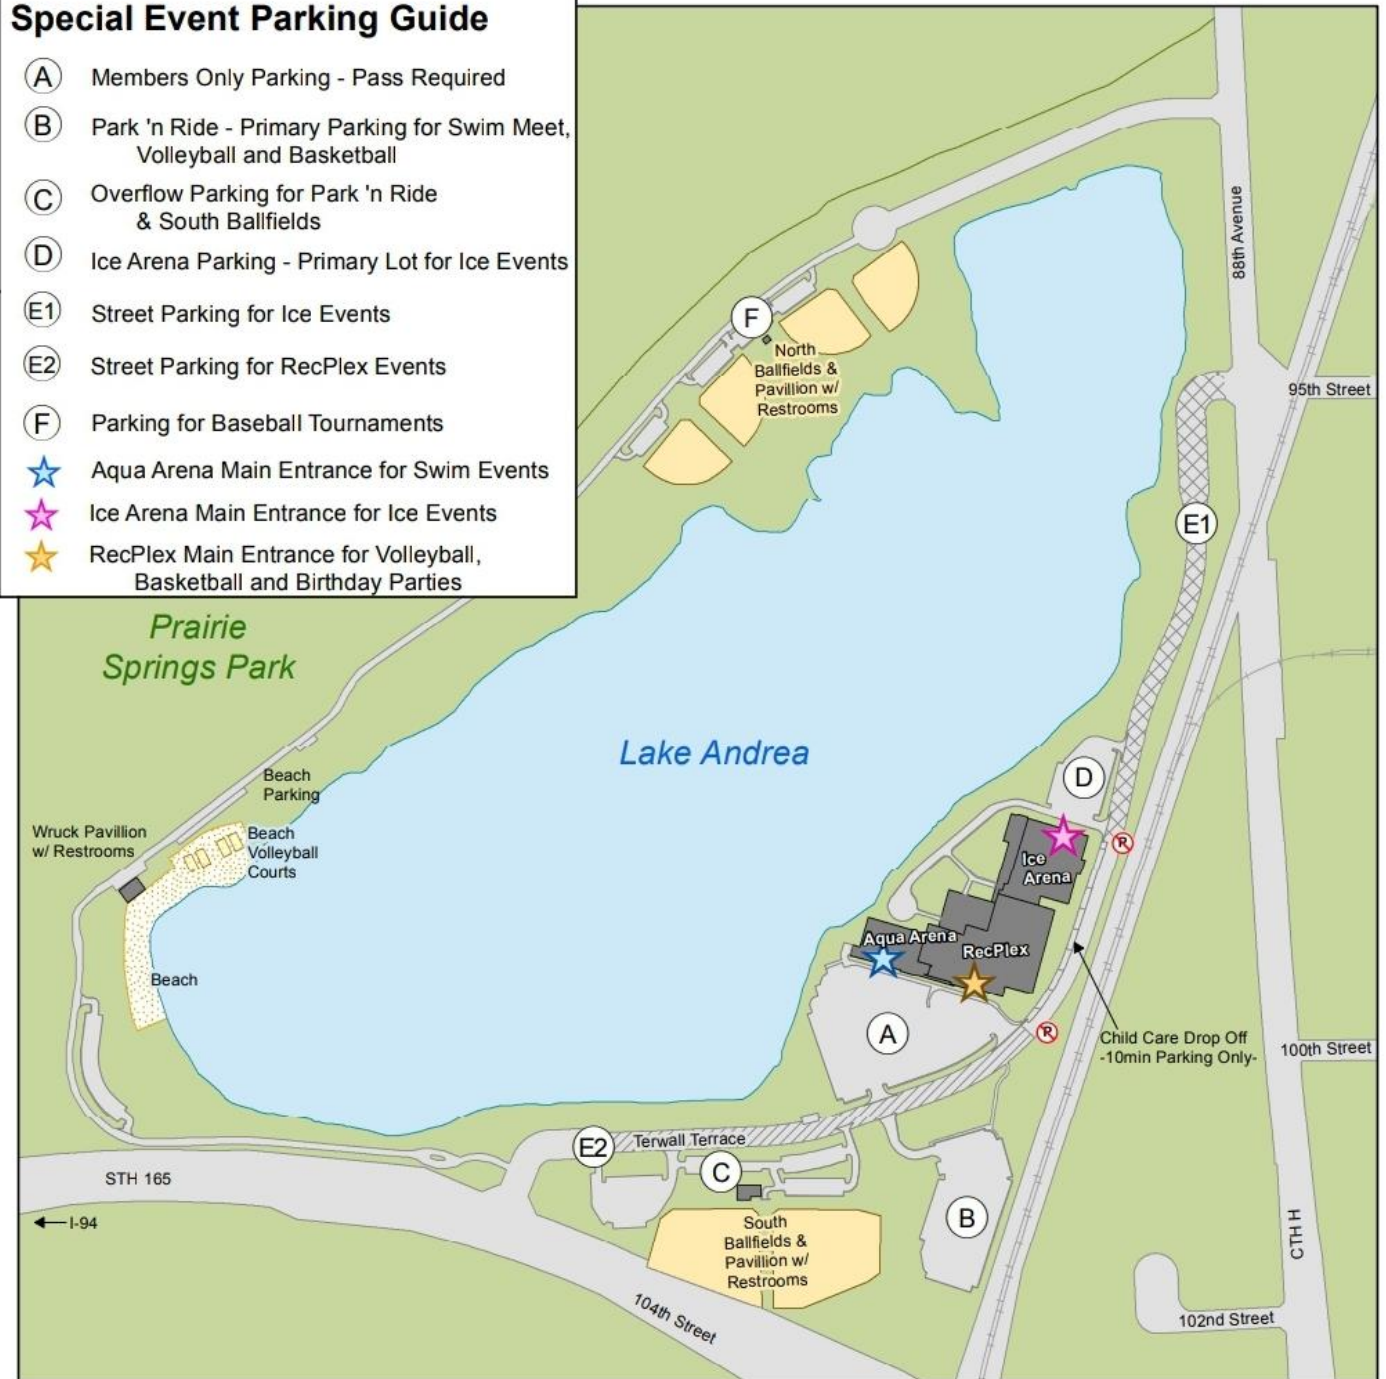 Special Event Parking Guide
A Members Only Parking - Pass Required
B Park 'n Ride - Primary Parking for Swim Meet,
Volleyball and Basketball
C Overflow Parking for Park 'n Ride
& South Ballfields
D Ice Arena Parking - Primary Lot for Ice Events
E1 Street Parking for Ice Events
E2 Street Parking for RecPlex Events
F Parking for Baseball Tournaments
Aqua Arena Main Entrance for Swim Events
Ice Arena Main Entrance for Ice Events
RecPlex Main Entrance for Volleyball,
Basketball and Birthday Parties
88th Avenue
F
North
Ballfields &
Pavillion w/
Restrooms
95th Street
E1
Prairie
Springs Park
Lake Andrea
Beach
Parking
D
Wruck Pavillion
w/ Restrooms
Beach
Volleyball
Courts
P
Ice
Arena
Aqua Arena
RecPlex
Beach
A
P
Child Care Drop Off
-10min Parking Only-
100th Street
E2
Terwall Terrace
C
STH 165
I-94
B
South
Ballfields &
Pavillion w/
Restrooms
CTH H
104th Street
102nd Street